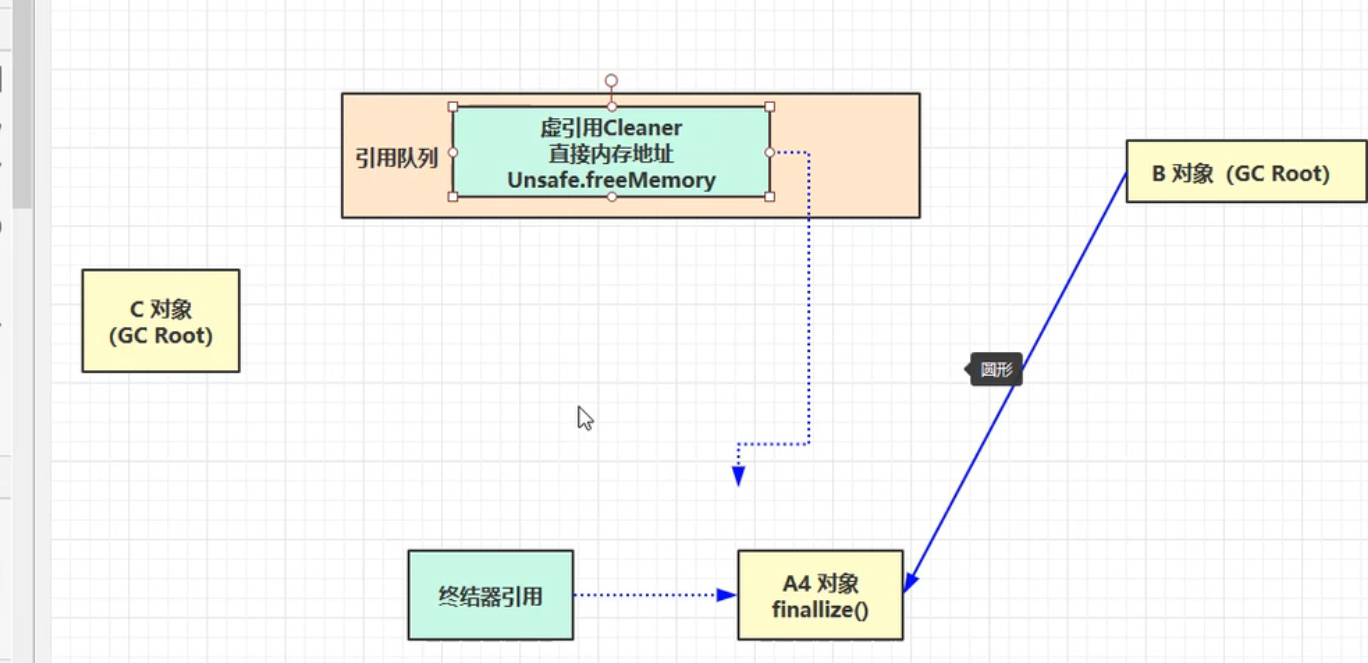 虚引用Cleaner
引用队列
直接内存地址
Unsafe.freeMemory
B 对象（GC Root）
C 对象
(GC Root)
圆形
终结器引用
A4 对象
finallize()